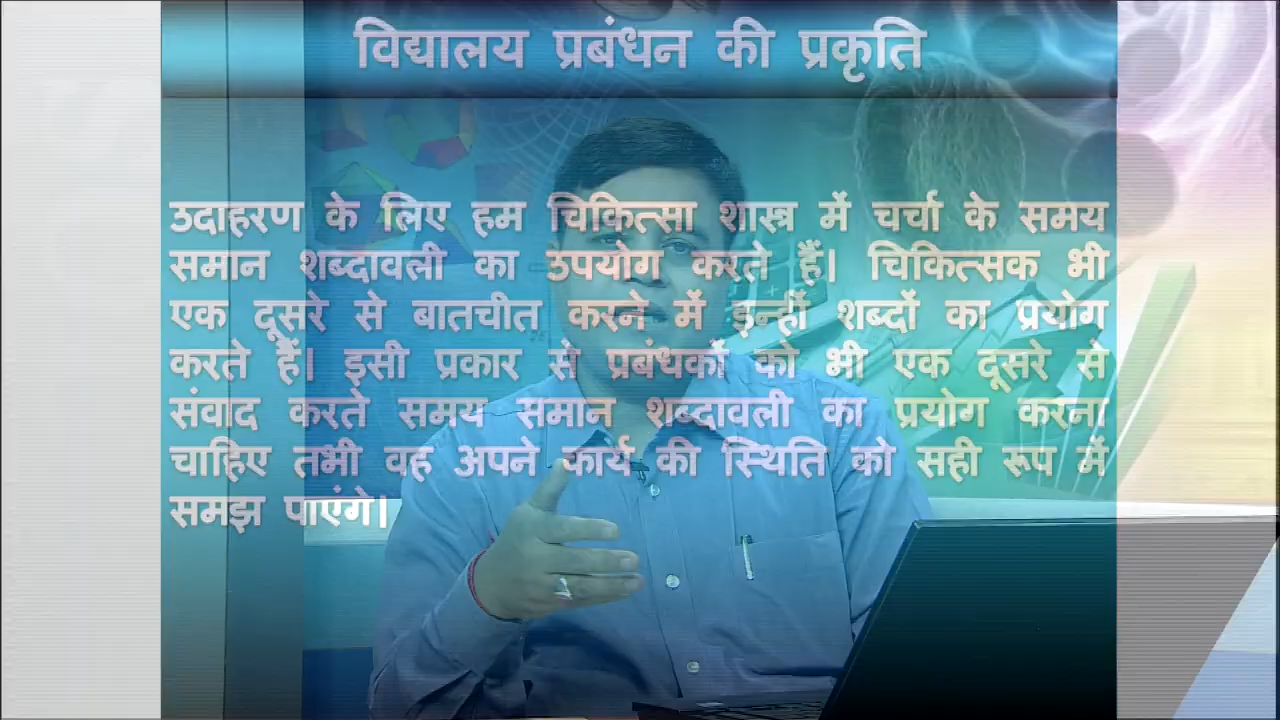 विद्यालय प्रबंधन की प्रकृति
उदाहरण के लिए हम चिकित्सा शास्त्र में चर्चा के समय
समान शब्दावली का उपयोग करते हैं। चिकित्सक भी
एक दूसरे से बातचीत करने में इन्हीं शब्दों का प्रयोग
करते हैं। इसी प्रकार से प्रबंधकों को भी एक दूसरे से
संवाद करते समय समान शब्दावली का प्रयोग करना
चाहिए तभी वह अपने कार्य की स्थिति को सही रूप में
समझ पाएंगे।